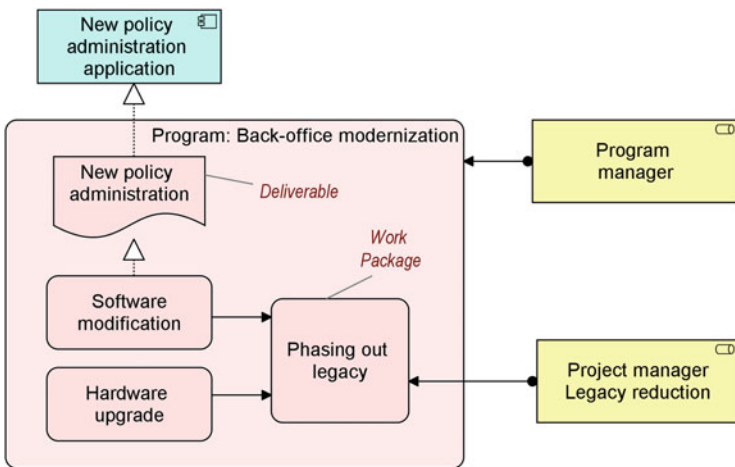 New policy
administration
application
Program: Back-office modernization
New policy
administration
Deliverable
Work
Package
Software
modification
Phasing out
legacy
Hardware
upgrade
Program
manager
Project manager
Legacy reduction